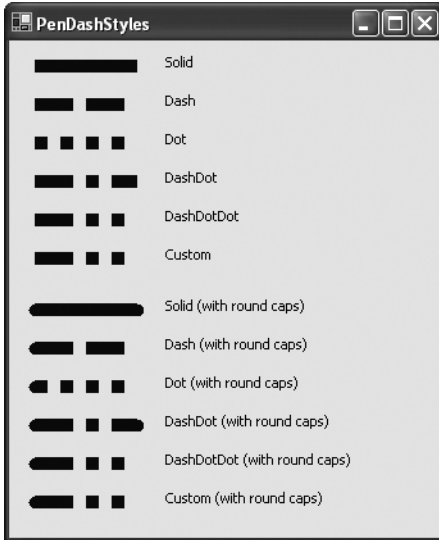 PenDashStyles
Solid
Dash
Dot
DashDot
DashDotDot
Custom
Solid (with round caps)
Dash (with round caps)
Dot (with round caps)
DashDot (with round caps)
DashDotDot (with round caps)
Custom (with round caps)